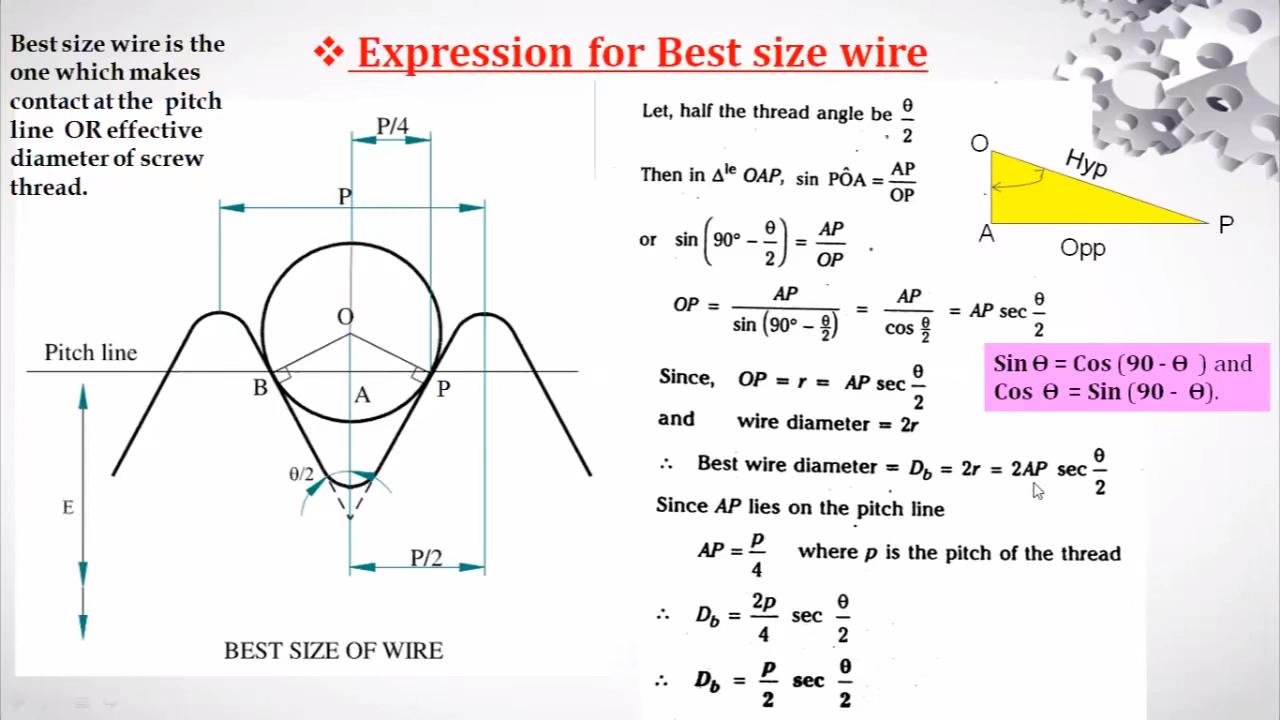 Best size wire is the
one which makes
contact at the pitch
line OR effective
diameter of screw
thread.
❖ Expression for Best size wire
P/4
P
O
Pitch line
B
A
P
θ/2
E
P/2
BEST SIZE OF WIRE
Let, half the thread angle be θ/2
Then in Δle OAP, sin PÔA = AP/OP
or sin (90° − θ/2) = AP/OP
OP = AP / sin (90° − θ/2) = AP / cos θ/2 = AP sec θ/2
Since, OP = r = AP sec θ/2
and wire diameter = 2r
∴ Best wire diameter = Db = 2r = 2AP sec θ/2
Since AP lies on the pitch line
AP = p/4 where p is the pitch of the thread
∴ Db = 2p/4 sec θ/2
∴ Db = p/2 sec θ/2
O
Hyp
A
P
Opp
Sin Θ = Cos (90 - Θ ) and
Cos Θ = Sin (90 - Θ).